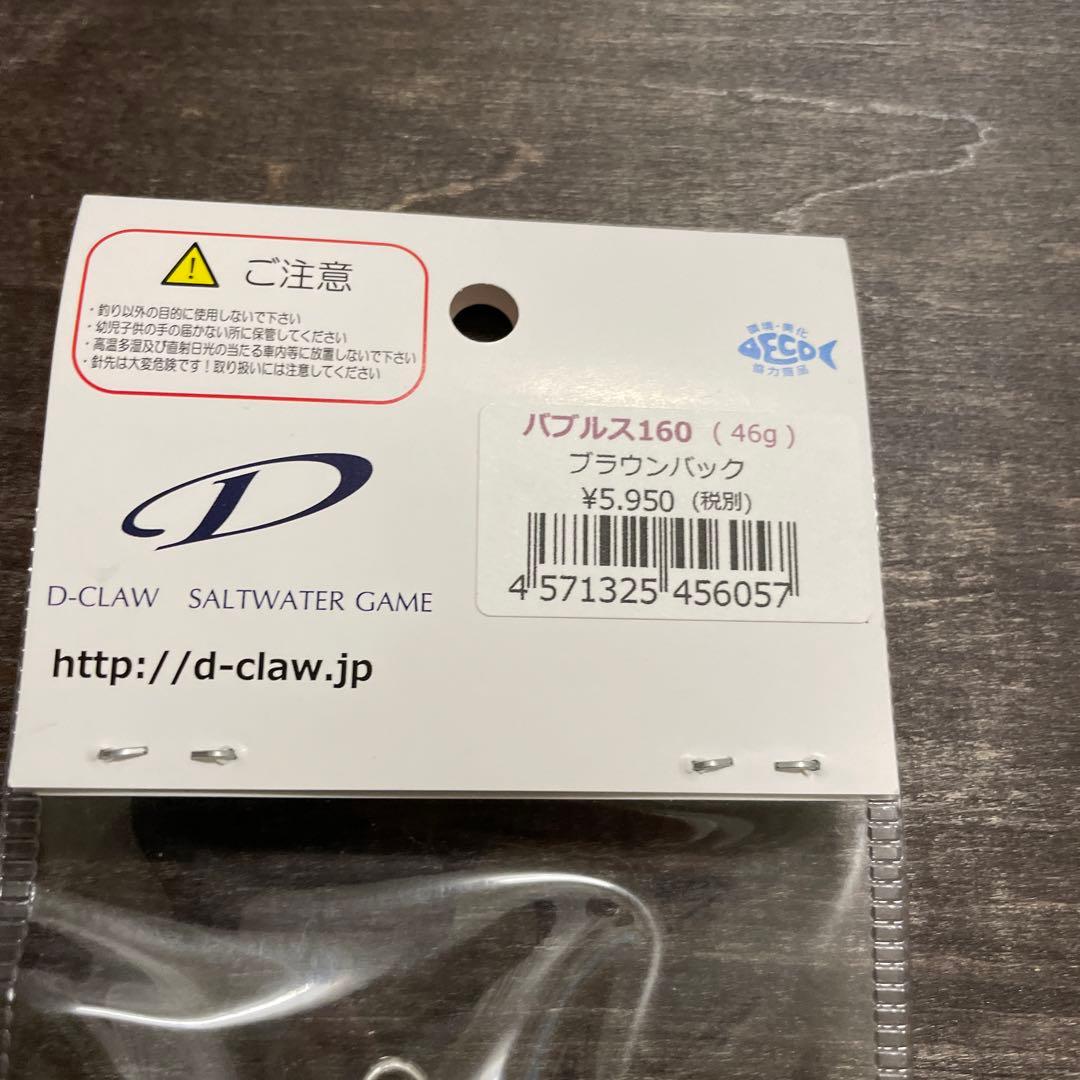 ご注意
・釣り以外の目的に使用しないで下さい
・幼児子供の手の届かない所に保管してください
・高温多湿及び直射日光の当たる車内等に放置しないで下さい
・針先は大変危険です！取り扱いには注意してください
環境・美化
DECO
協力商品
バブルス160 （46g）
ブラウンバック
¥5.950 (税別)
4 571325 456057
D
D-CLAW SALTWATER GAME
http://d-claw.jp